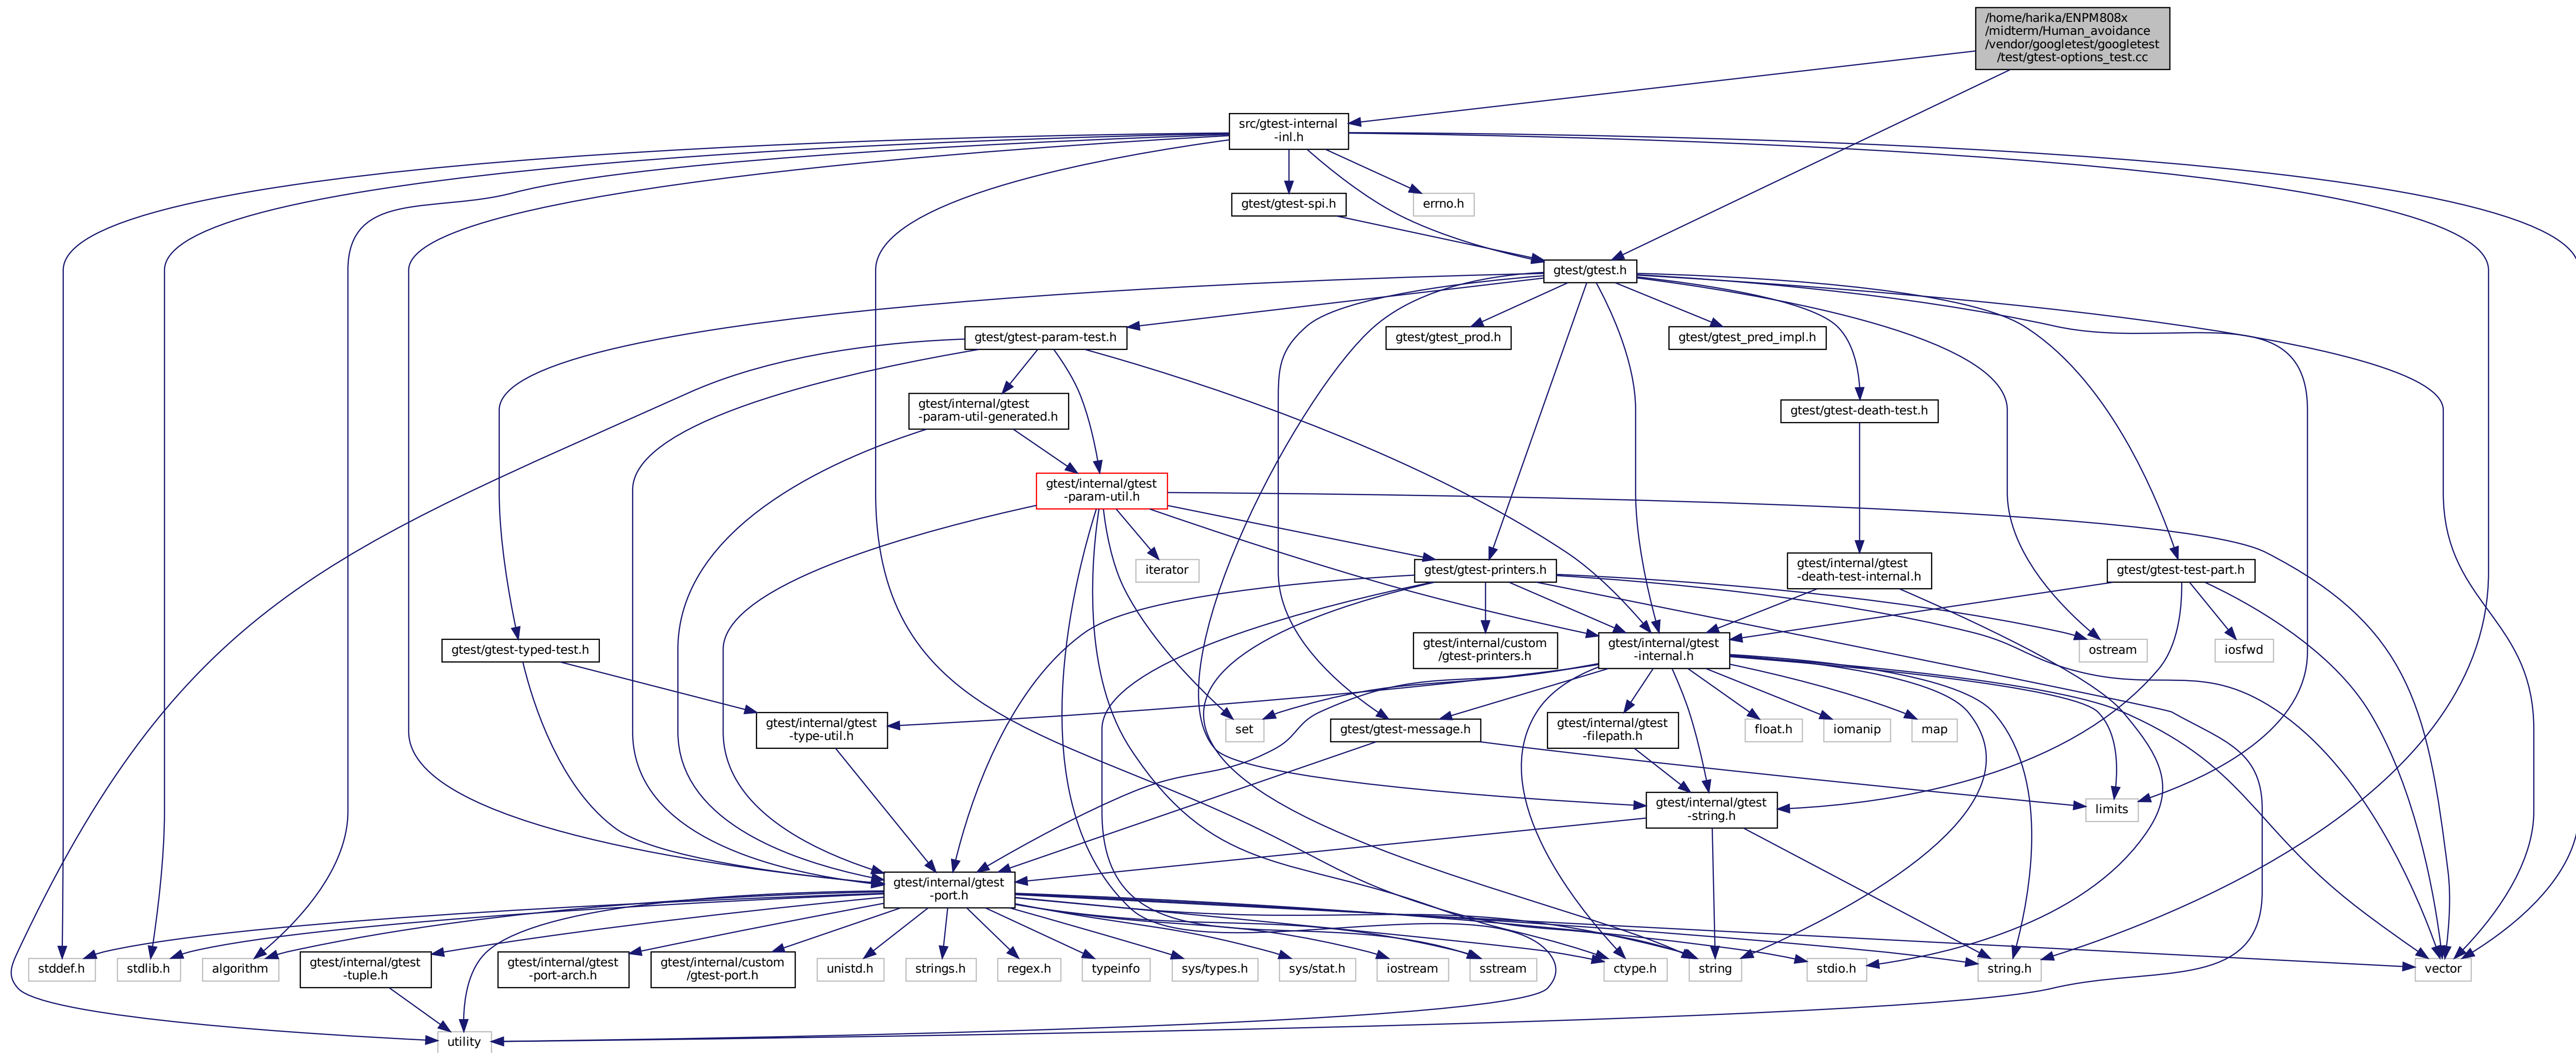 /home/harika/ENPM808x
/midterm/Human_avoidance
/vendor/googletest/googletest
/test/gtest-options_test.cc
src/gtest-internal
-inl.h
gtest/gtest-spi.h
errno.h
gtest/gtest.h
gtest/gtest-param-test.h
gtest/gtest_prod.h
gtest/gtest_pred_impl.h
gtest/internal/gtest
-param-util-generated.h
gtest/gtest-death-test.h
gtest/internal/gtest
-param-util.h
iterator
gtest/gtest-printers.h
gtest/internal/gtest
-death-test-internal.h
gtest/gtest-test-part.h
gtest/gtest-typed-test.h
gtest/internal/custom
/gtest-printers.h
gtest/internal/gtest
-internal.h
ostream
iosfwd
gtest/internal/gtest
-type-util.h
set
gtest/gtest-message.h
gtest/internal/gtest
-filepath.h
float.h
iomanip
map
gtest/internal/gtest
-string.h
limits
gtest/internal/gtest
-port.h
stddef.h
stdlib.h
algorithm
gtest/internal/gtest
-tuple.h
gtest/internal/gtest
-port-arch.h
gtest/internal/custom
/gtest-port.h
unistd.h
strings.h
regex.h
typeinfo
sys/types.h
sys/stat.h
iostream
sstream
ctype.h
string
stdio.h
string.h
vector
utility